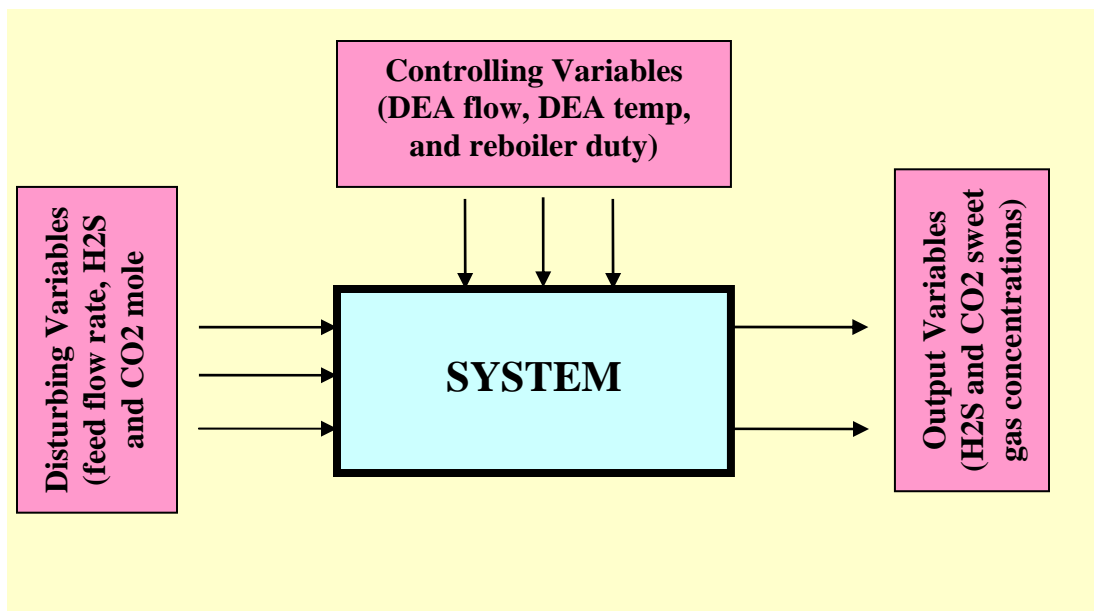 Controlling Variables
(DEA flow, DEA temp,
and reboiler duty)
Disturbing Variables
(feed flow rate, H2S
and CO2 mole
SYSTEM
Output Variables
(H2S and CO2 sweet
gas concentrations)